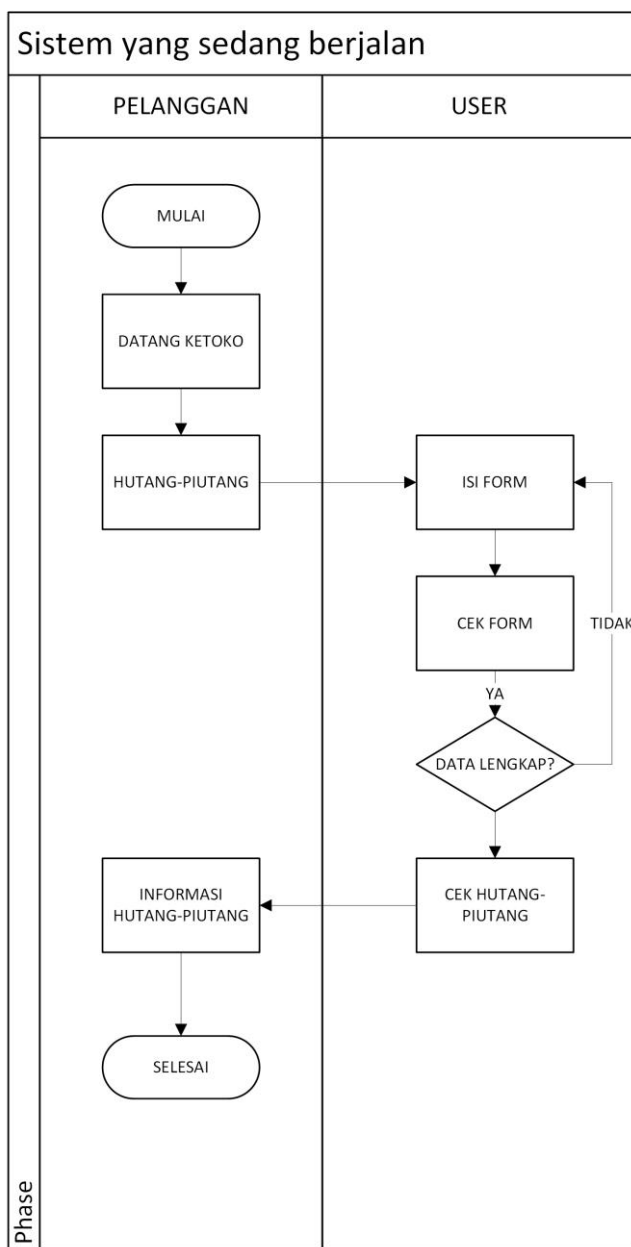 Sistem yang sedang berjalan
PELANGGAN
USER
MULAI
DATANG KETOKO
HUTANG-PIUTANG
ISI FORM
CEK FORM
TIDAK
YA
DATA LENGKAP?
INFORMASI
HUTANG-PIUTANG
CEK HUTANG-
PIUTANG
SELESAI
Phase